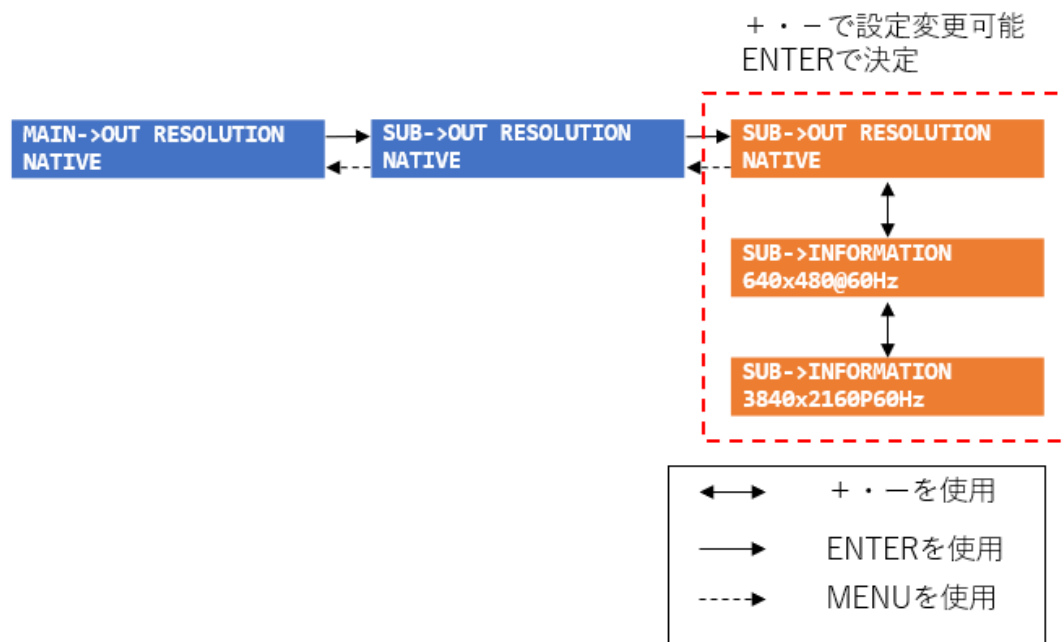 ＋・－で設定変更可能
ENTERで決定
MAIN->OUT RESOLUTION
NATIVE
SUB->OUT RESOLUTION
NATIVE
SUB->OUT RESOLUTION
NATIVE
SUB->INFORMATION
640x480@60Hz
SUB->INFORMATION
3840x2160P60Hz
＋・－を使用
ENTERを使用
MENUを使用